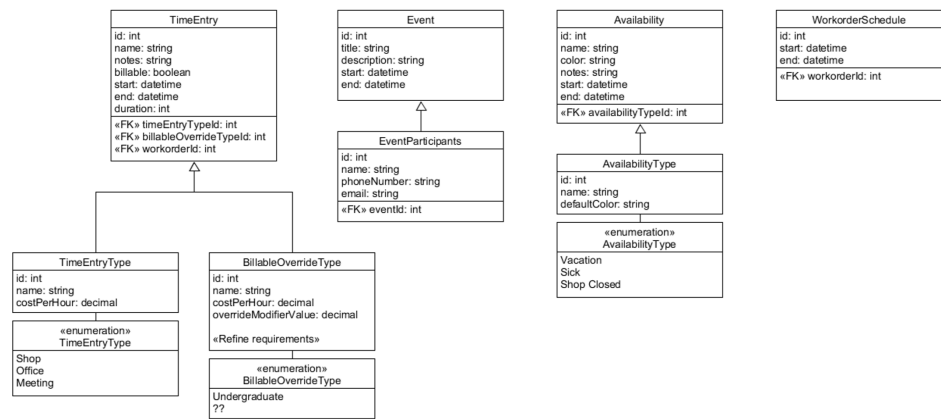 TimeEntry
id: int
name: string
notes: string
billable: boolean
start: datetime
end: datetime
duration: int
«FK» timeEntryTypeId: int
«FK» billableOverrideTypeId: int
«FK» workorderId: int
Event
id: int
title: string
description: string
start: datetime
end: datetime
EventParticipants
id: int
name: string
phoneNumber: string
email: string
«FK» eventId: int
Availability
id: int
name: string
color: string
notes: string
start: datetime
end: datetime
«FK» availabilityTypeId: int
AvailabilityType
id: int
name: string
defaultColor: string
«enumeration»
AvailabilityType
Vacation
Sick
Shop Closed
WorkorderSchedule
id: int
start: datetime
end: datetime
«FK» workorderId: int
TimeEntryType
id: int
name: string
costPerHour: decimal
«enumeration»
TimeEntryType
Shop
Office
Meeting
BillableOverrideType
id: int
name: string
costPerHour: decimal
overrideModifierValue: decimal
«Refine requirements»
«enumeration»
BillableOverrideType
Undergraduate
??